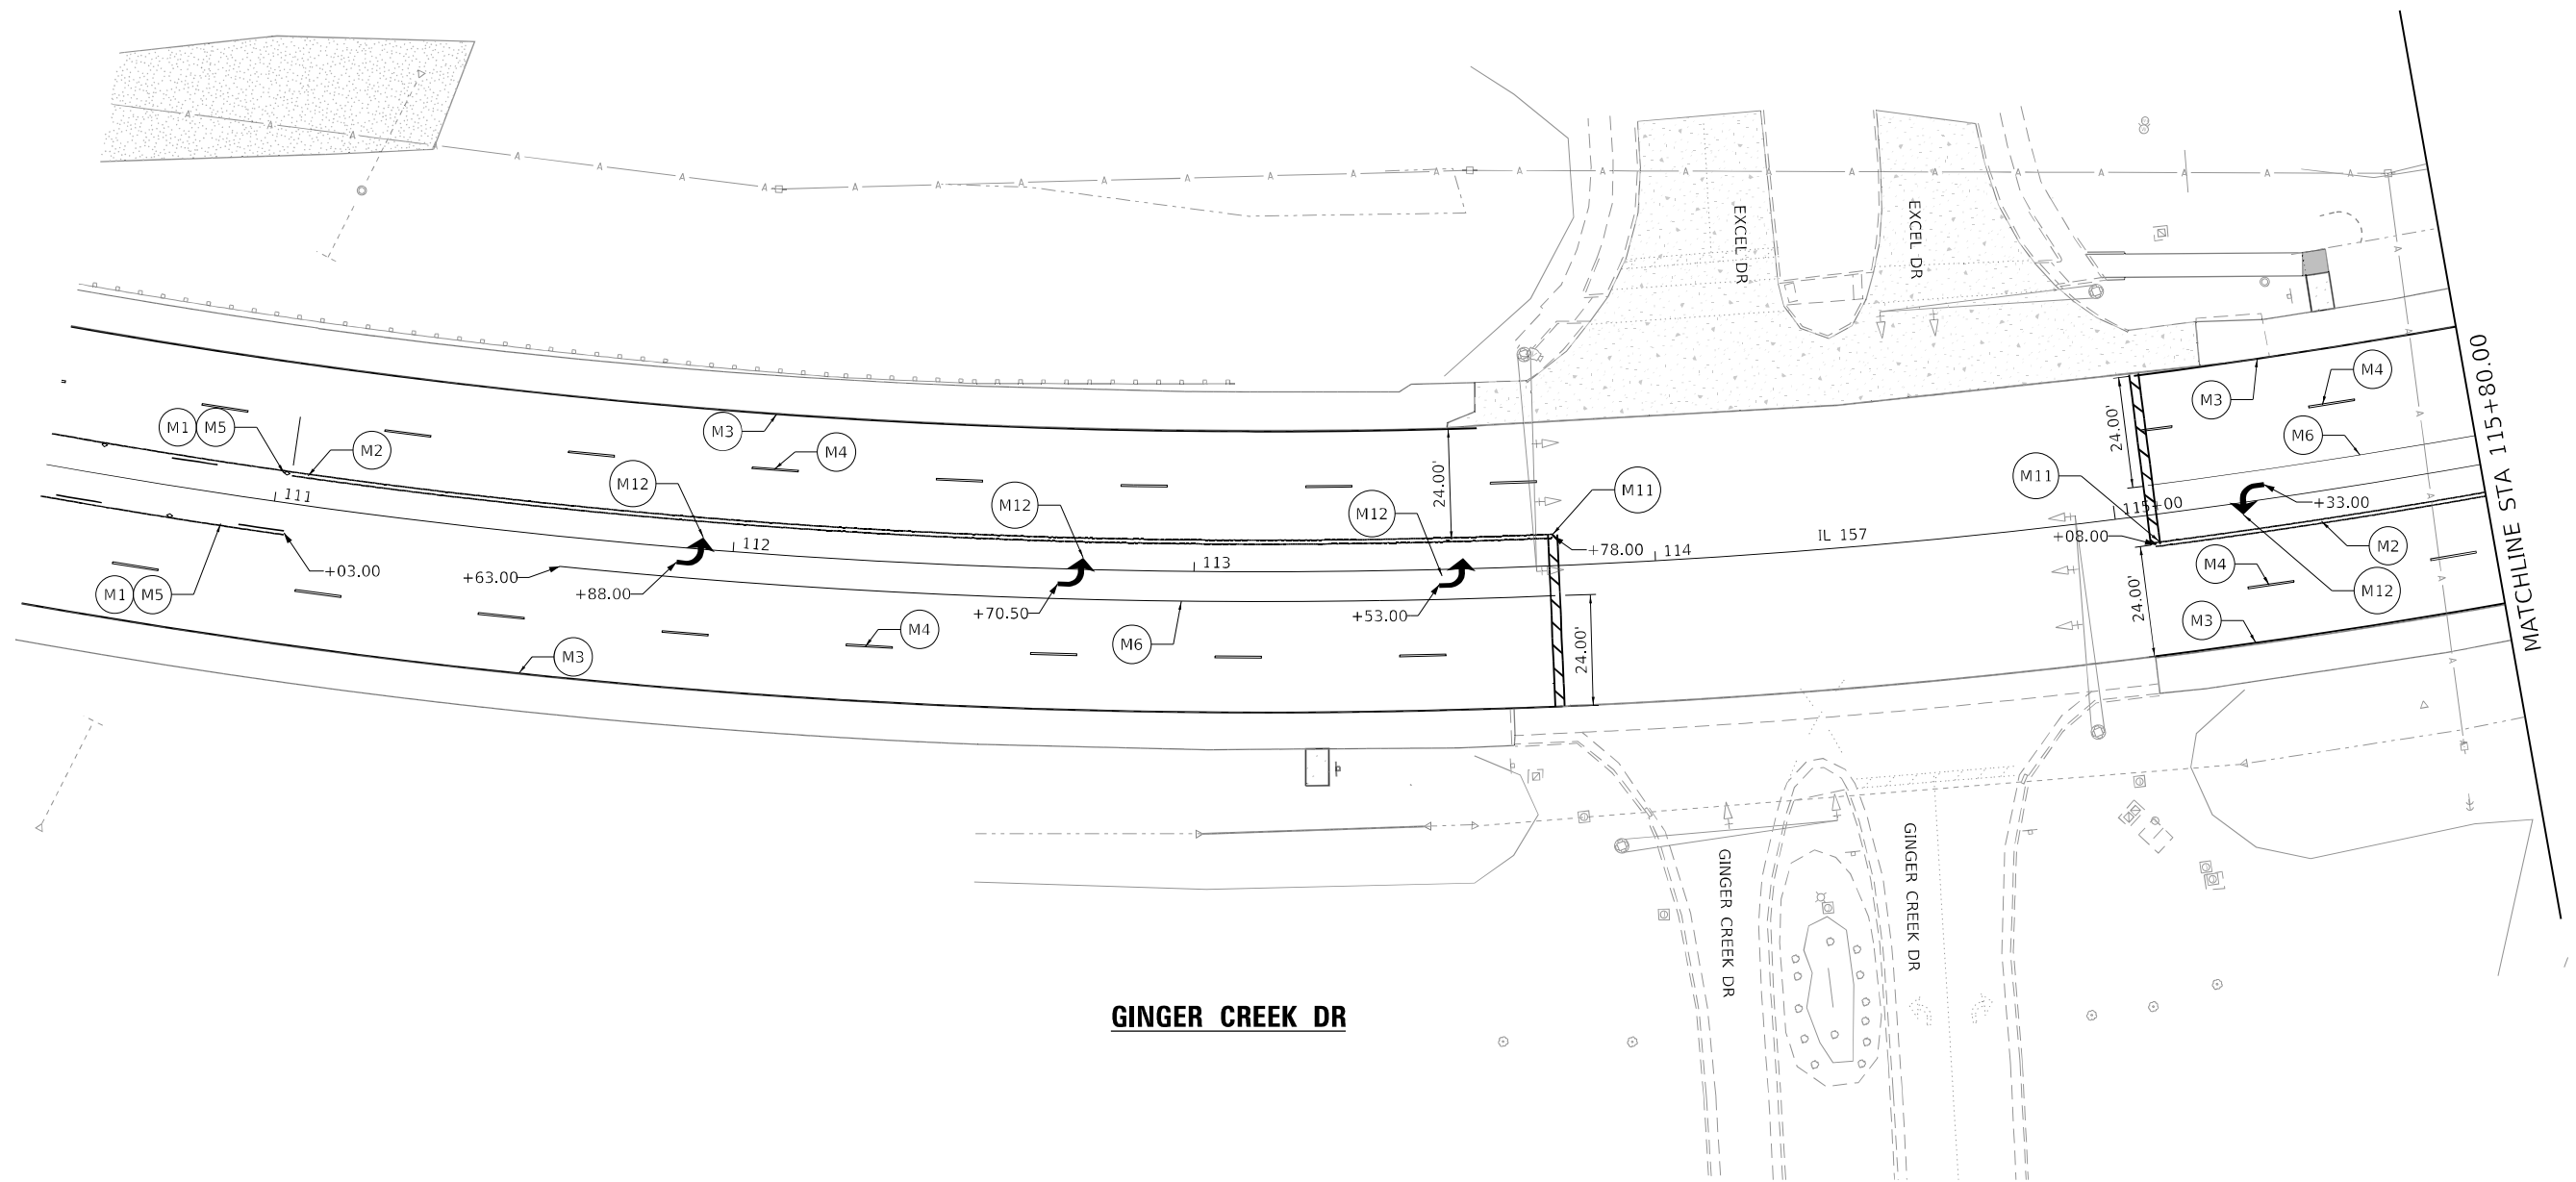 EXCEL DR
EXCEL DR
MATCHLINE STA 115+80.00
M1
M5
M2
M3
M4
M12
M12
M12
24.00'
M11
M11
24.00'
M3
M4
M6
111
112
113
114
IL 157
115+00
+33.00
+78.00
+08.00
M2
M4
M12
M3
24.00'
+03.00
M1
M5
+63.00
+88.00
+70.50
+53.00
M3
M4
M6
24.00'
GINGER CREEK DR
GINGER CREEK DR
GINGER CREEK DR
A A A A A A A A A A A A A A A A A A A A A A A
A A A A A A